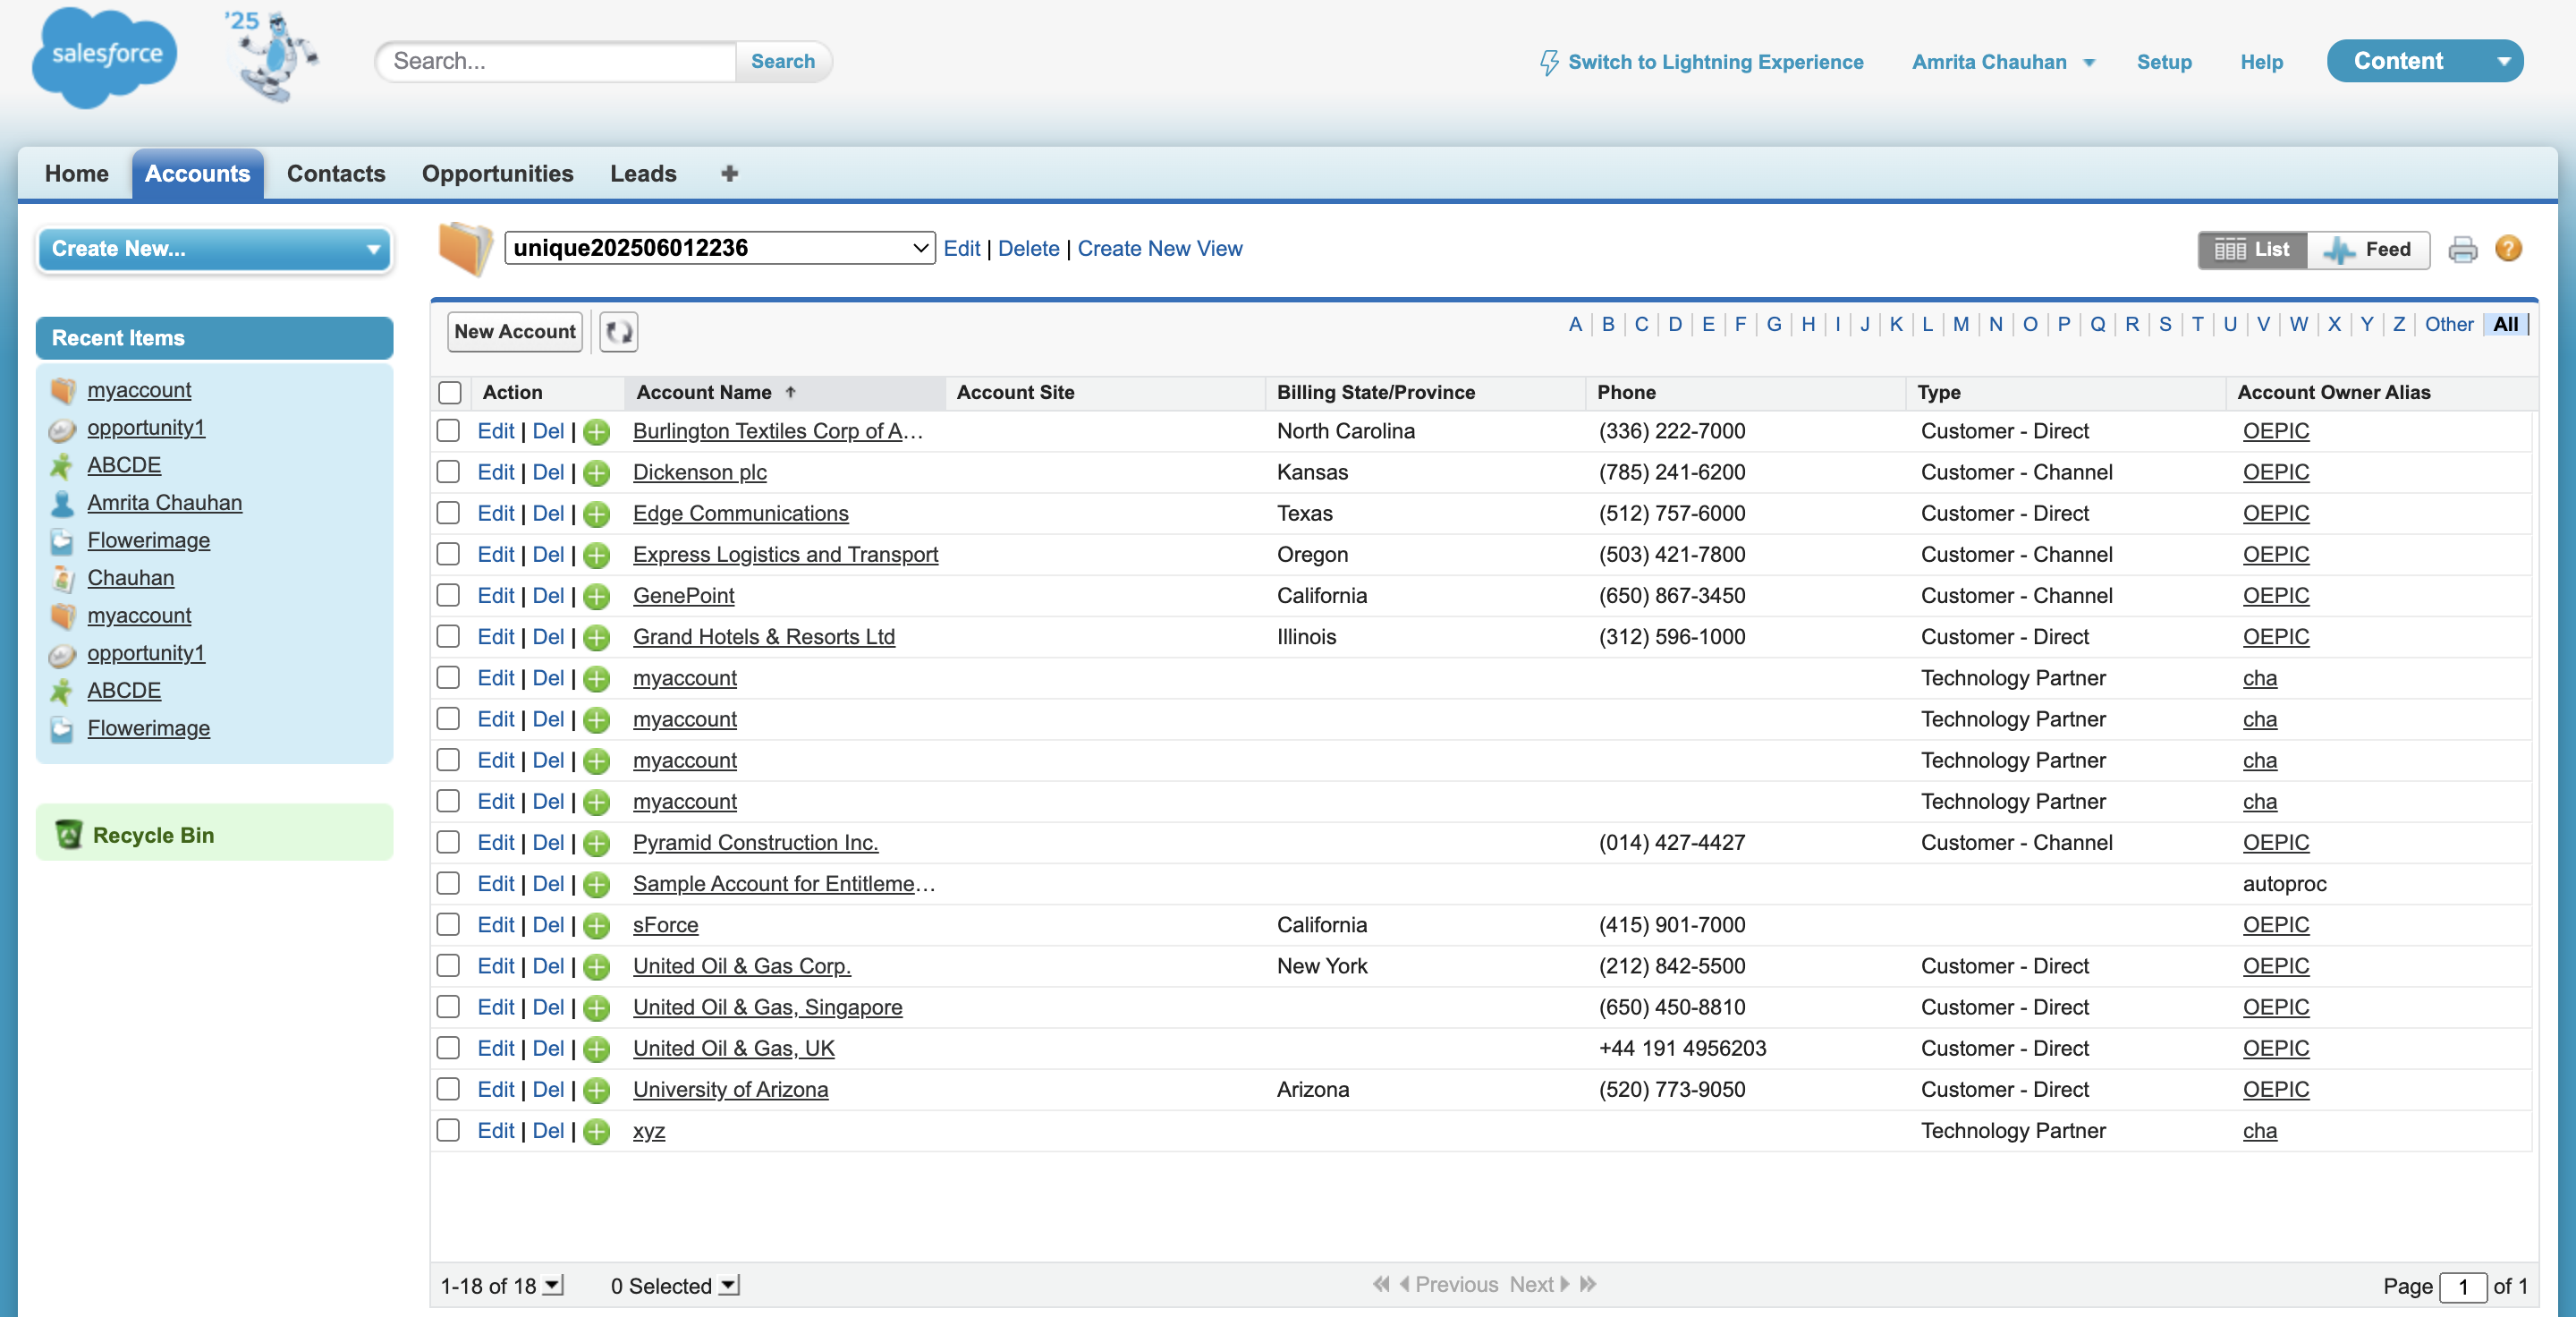 salesforce
'25
Search...
Search
Switch to Lightning Experience
Amrita Chauhan
Setup
Help
Content
Home
Accounts
Contacts
Opportunities
Leads
Create New...
unique202506012236
Edit | Delete | Create New View
List
Feed
Recent Items
myaccount
opportunity1
ABCDE
Amrita Chauhan
Flowerimage
Chauhan
myaccount
opportunity1
ABCDE
Flowerimage
Recycle Bin
New Account
A | B | C | D | E | F | G | H | I | J | K | L | M | N | O | P | Q | R | S | T | U | V | W | X | Y | Z | Other | All |
Action Account Name Account Site Billing State/Province Phone Type Account Owner Alias
Edit | Del | Burlington Textiles Corp of A... North Carolina (336) 222-7000 Customer - Direct OEPIC
Edit | Del | Dickenson plc Kansas (785) 241-6200 Customer - Channel OEPIC
Edit | Del | Edge Communications Texas (512) 757-6000 Customer - Direct OEPIC
Edit | Del | Express Logistics and Transport Oregon (503) 421-7800 Customer - Channel OEPIC
Edit | Del | GenePoint California (650) 867-3450 Customer - Channel OEPIC
Edit | Del | Grand Hotels & Resorts Ltd Illinois (312) 596-1000 Customer - Direct OEPIC
Edit | Del | myaccount Technology Partner cha
Edit | Del | myaccount Technology Partner cha
Edit | Del | myaccount Technology Partner cha
Edit | Del | myaccount Technology Partner cha
Edit | Del | Pyramid Construction Inc. (014) 427-4427 Customer - Channel OEPIC
Edit | Del | Sample Account for Entitleme... autoproc
Edit | Del | sForce California (415) 901-7000 OEPIC
Edit | Del | United Oil & Gas Corp. New York (212) 842-5500 Customer - Direct OEPIC
Edit | Del | United Oil & Gas, Singapore (650) 450-8810 Customer - Direct OEPIC
Edit | Del | United Oil & Gas, UK +44 191 4956203 Customer - Direct OEPIC
Edit | Del | University of Arizona Arizona (520) 773-9050 Customer - Direct OEPIC
Edit | Del | xyz Technology Partner cha
1-18 of 18
0 Selected
Previous Next
Page 1 of 1